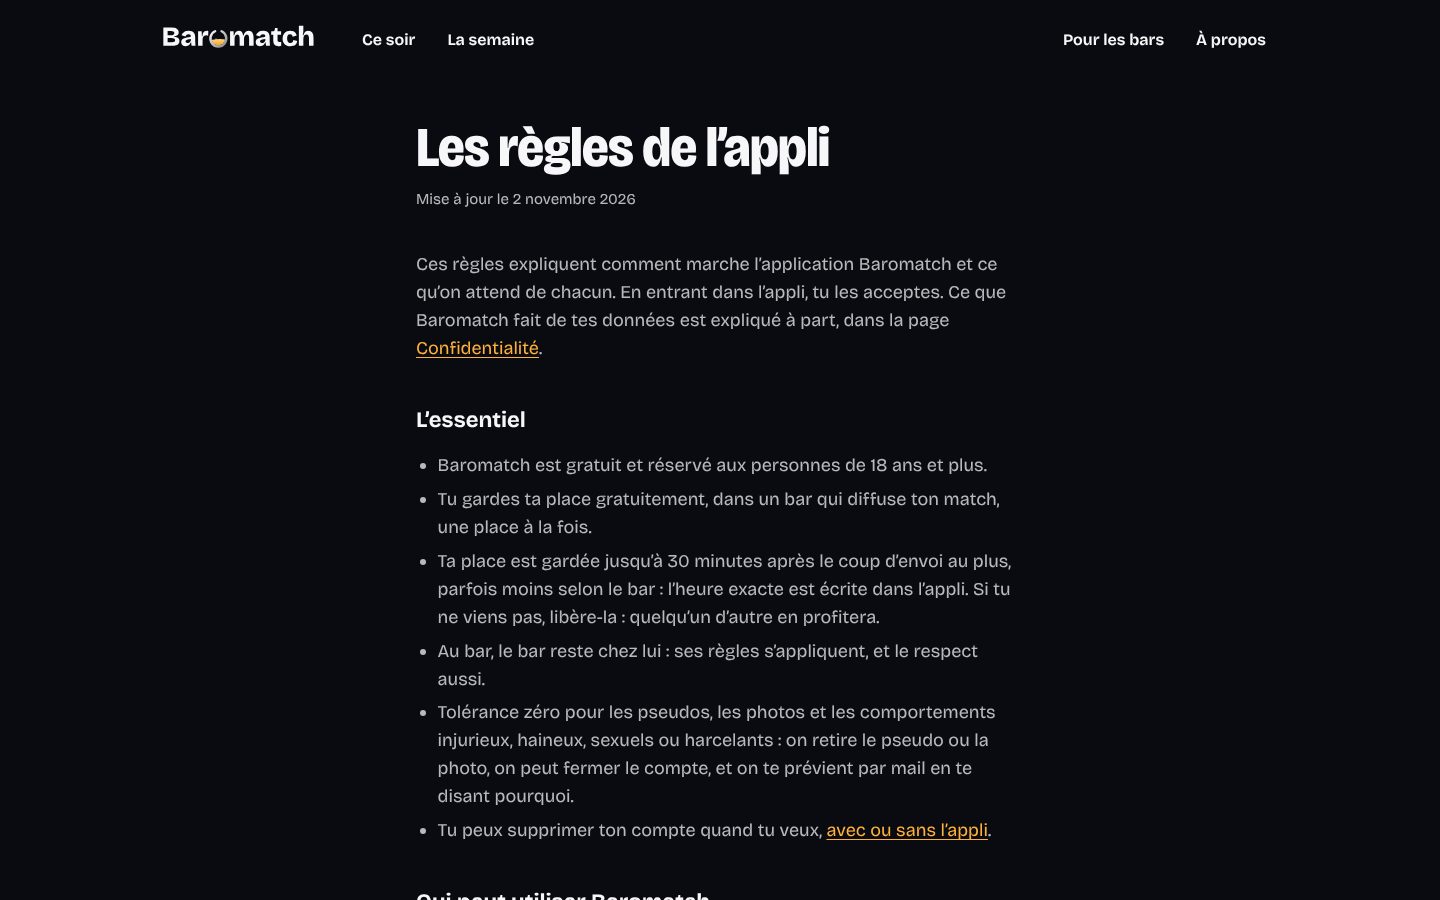 Baromatch
Ce soir
La semaine
Pour les bars
À propos
Les règles de l’appli
Mise à jour le 2 novembre 2026
Ces règles expliquent comment marche l’application Baromatch et ce
qu’on attend de chacun. En entrant dans l’appli, tu les acceptes. Ce que
Baromatch fait de tes données est expliqué à part, dans la page
Confidentialité.
L’essentiel
• Baromatch est gratuit et réservé aux personnes de 18 ans et plus.
• Tu gardes ta place gratuitement, dans un bar qui diffuse ton match,
une place à la fois.
• Ta place est gardée jusqu’à 30 minutes après le coup d’envoi au plus,
parfois moins selon le bar : l’heure exacte est écrite dans l’appli. Si tu
ne viens pas, libère-la : quelqu’un d’autre en profitera.
• Au bar, le bar reste chez lui : ses règles s’appliquent, et le respect
aussi.
• Tolérance zéro pour les pseudos, les photos et les comportements
injurieux, haineux, sexuels ou harcelants : on retire le pseudo ou la
photo, on peut fermer le compte, et on te prévient par mail en te
disant pourquoi.
• Tu peux supprimer ton compte quand tu veux, avec ou sans l’appli.
Qui peut utiliser Baromatch